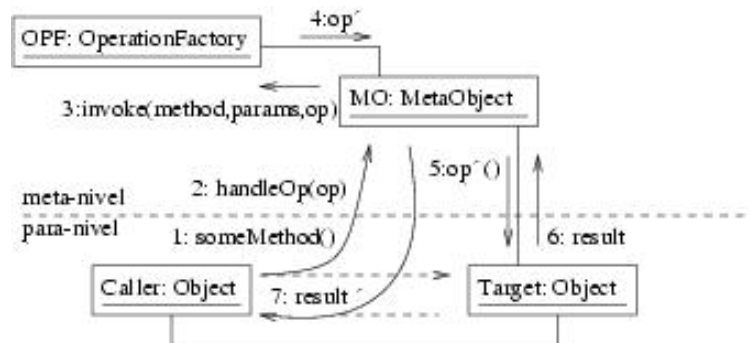 4:op´
OPF: OperationFactory
MO: MetaObject
3:invoke(method,params,op)
5:op´()
2: handleOp(op)
meta-nivel
para-nivel
1: someMethod()
6: result
Caller: Object
7: result ´
Target: Object